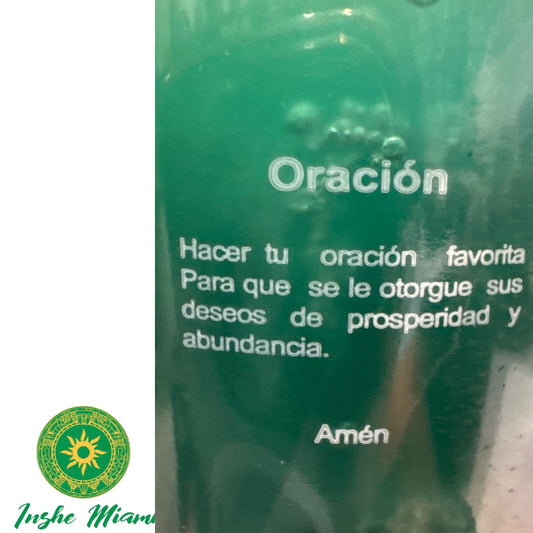 Oración
Hacer tu oración favorita
Para que se le otorgue sus
deseos de prosperidad y
abundancia.
Amén
Inshe Miami